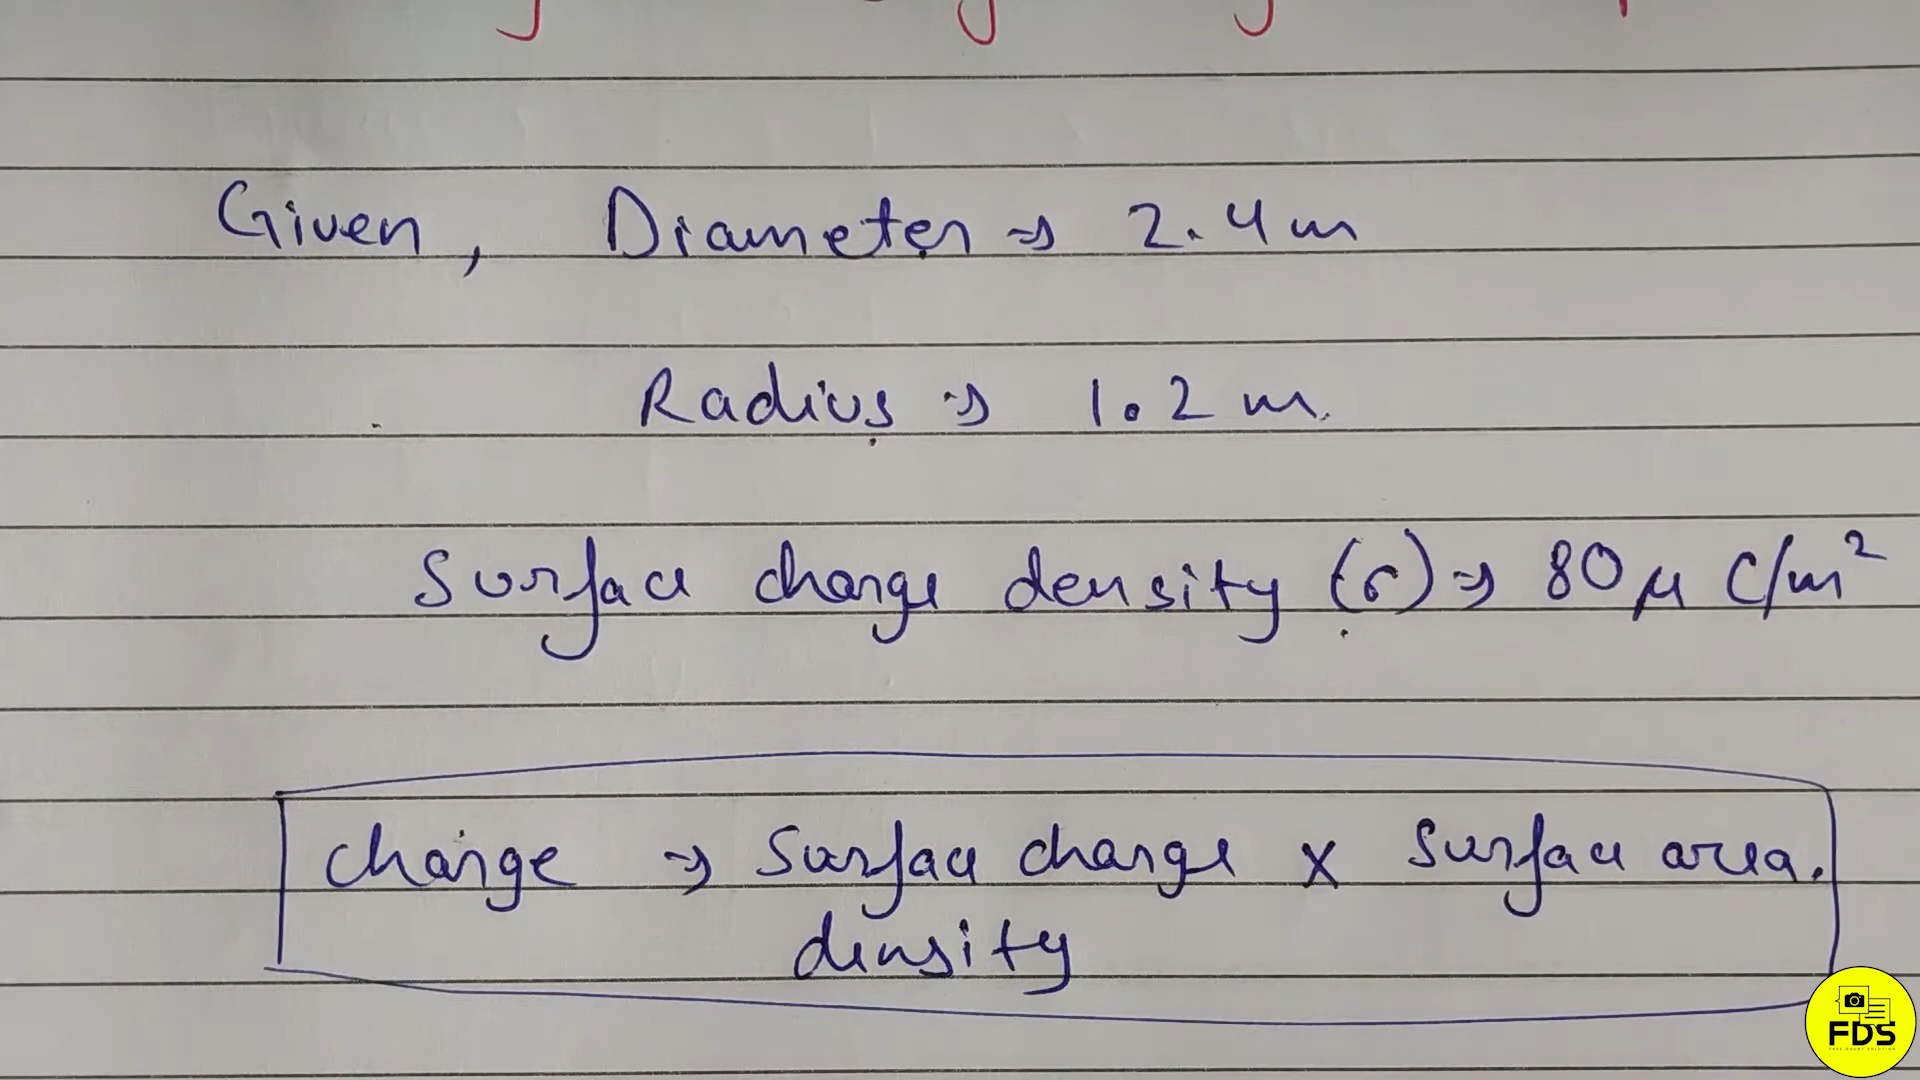 Given, Diameter → 2.4 m
Radius → 1.2 m.
Surface charge density (σ) → 80 μ C/m²
Charge → Surface charge × Surface area.
density
FDS